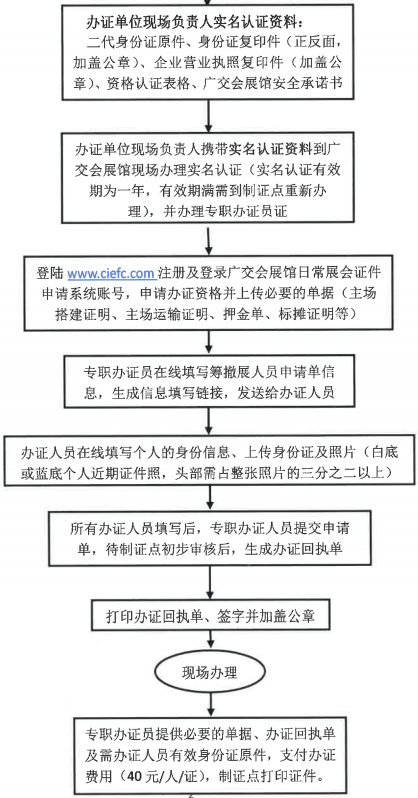 办证单位现场负责人实名认证资料：
二代身份证原件、身份证复印件（正反面，
加盖公章）、企业营业执照复印件（加盖公
章）、资格认证表格、广交会展馆安全承诺书
办证单位现场负责人携带实名认证资料到广
交会展馆现场办理实名认证（实名认证有效
期为一年，有效期满需到制证点重新办
理），并办理专职办证员证
登陆 www.ciefc.com 注册及登录广交会展馆日常展会证件
申请系统账号，申请办证资格并上传必要的单据（主场
搭建证明、主场运输证明、押金单、标摊证明等）
专职办证员在线填写筹撤展人员申请单信
息，生成信息填写链接，发送给办证人员
办证人员在线填写个人的身份信息、上传身份证及照片（白底
或蓝底个人近期证件照，头部需占整张照片的三分之二以上）
所有办证人员填写后，专职办证人员提交申请
单，待制证点初步审核后，生成办证回执单
打印办证回执单、签字并加盖公章
现场办理
专职办证员提供必要的单据、办证回执单
及需办证人员有效身份证原件，支付办证
费用（40 元/人/证），制证点打印证件。